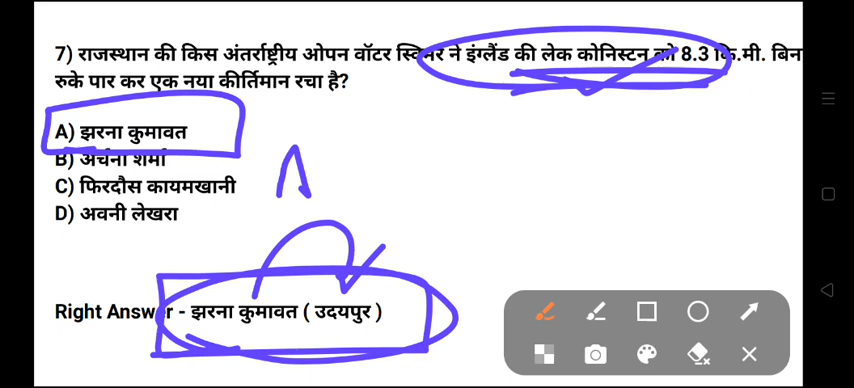 7) राजस्थान की किस अंतर्राष्ट्रीय ओपन वॉटर स्विमर ने इंग्लैंड की लेक कोनिस्टन को 8.3 कि.मी. बिन
रुके पार कर एक नया कीर्तिमान रचा है?
A) झरना कुमावत
B) अर्चना शर्मा
C) फिरदौस कायमखानी
D) अवनी लेखरा
Right Answer - झरना कुमावत ( उदयपुर )